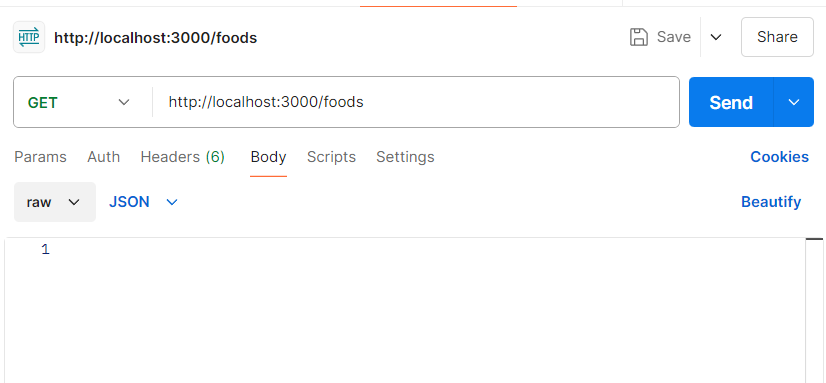 HTTP http://localhost:3000/foods Save Share
GET http://localhost:3000/foods Send
Params Auth Headers (6) Body Scripts Settings Cookies
raw JSON Beautify
1